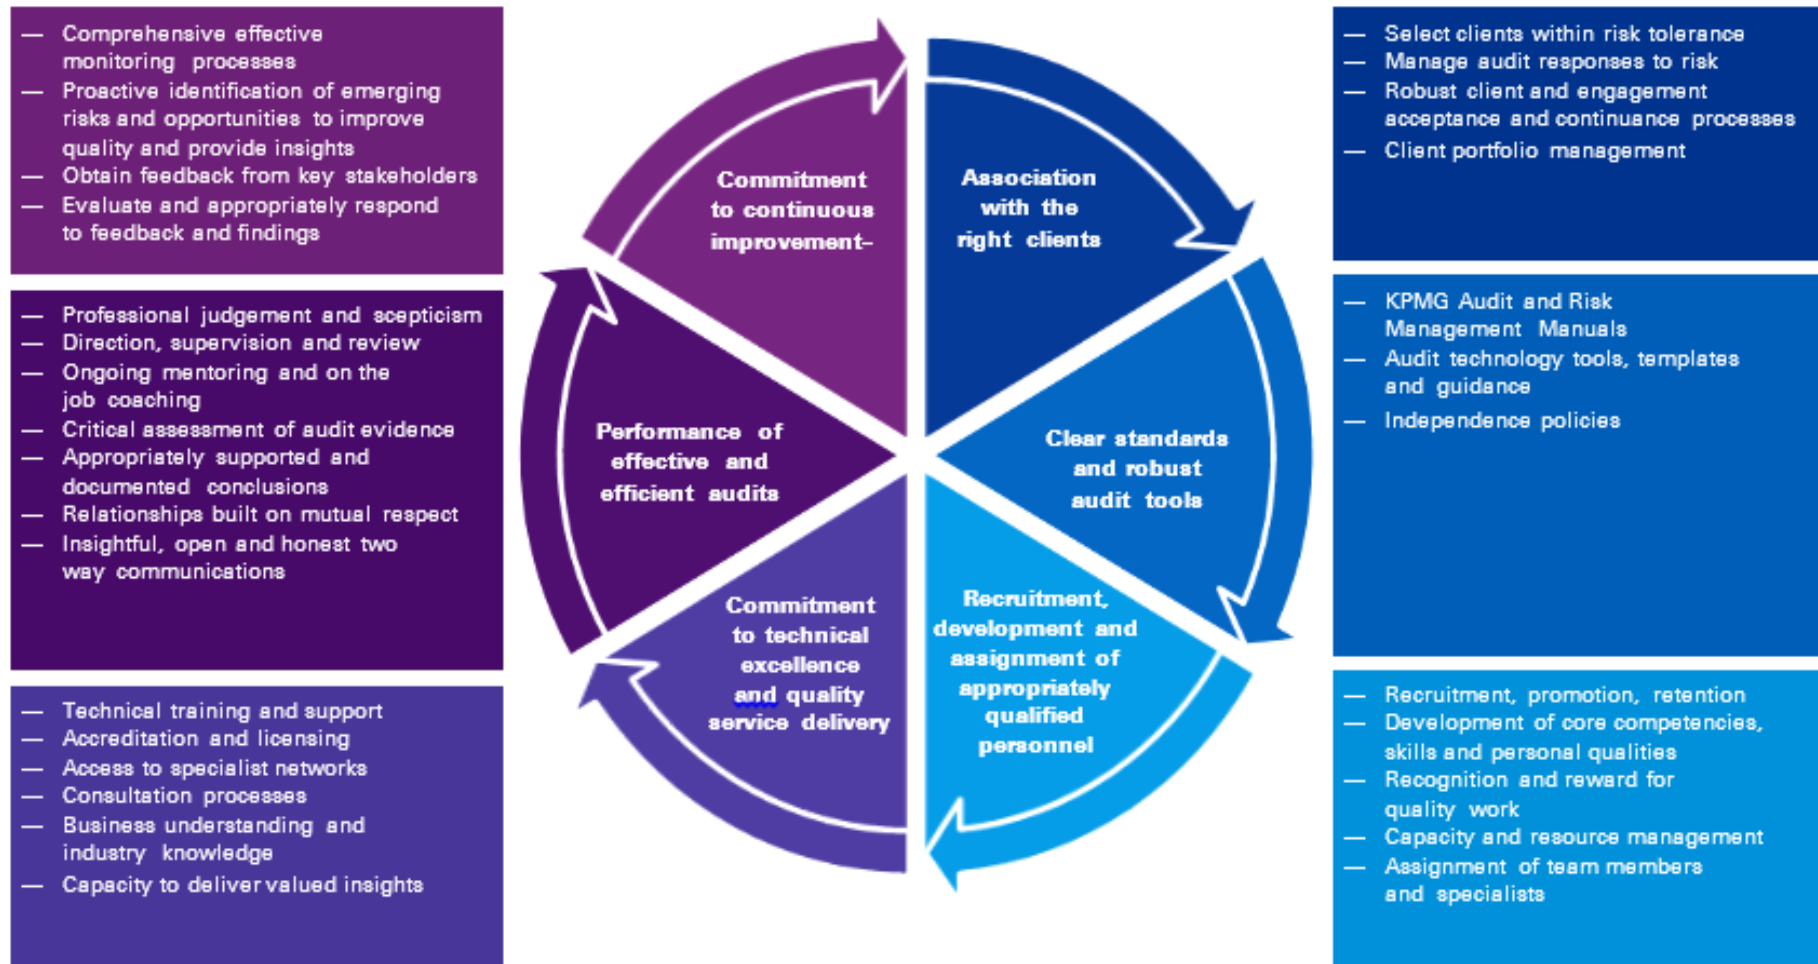 — Comprehensive effective
monitoring processes
— Proactive identification of emerging
risks and opportunities to improve
quality and provide insights
— Obtain feedback from key stakeholders
— Evaluate and appropriately respond
to feedback and findings
— Professional judgement and scepticism
— Direction, supervision and review
— Ongoing mentoring and on the
job coaching
— Critical assessment of audit evidence
— Appropriately supported and
documented conclusions
— Relationships built on mutual respect
— Insightful, open and honest two
way communications
— Technical training and support
— Accreditation and licensing
— Access to specialist networks
— Consultation processes
— Business understanding and
industry knowledge
— Capacity to deliver valued insights
Commitment
to continuous
improvement–
Association
with the
right clients
Performance of
effective and
efficient audits
Clear standards
and robust
audit tools
Commitment
to technical
excellence
and quality
service delivery
Recruitment,
development and
assignment of
appropriately
qualified
personnel
— Select clients within risk tolerance
— Manage audit responses to risk
— Robust client and engagement
acceptance and continuance processes
— Client portfolio management
— KPMG Audit and Risk
Management Manuals
— Audit technology tools, templates
and guidance
— Independence policies
— Recruitment, promotion, retention
— Development of core competencies,
skills and personal qualities
— Recognition and reward for
quality work
— Capacity and resource management
— Assignment of team members
and specialists